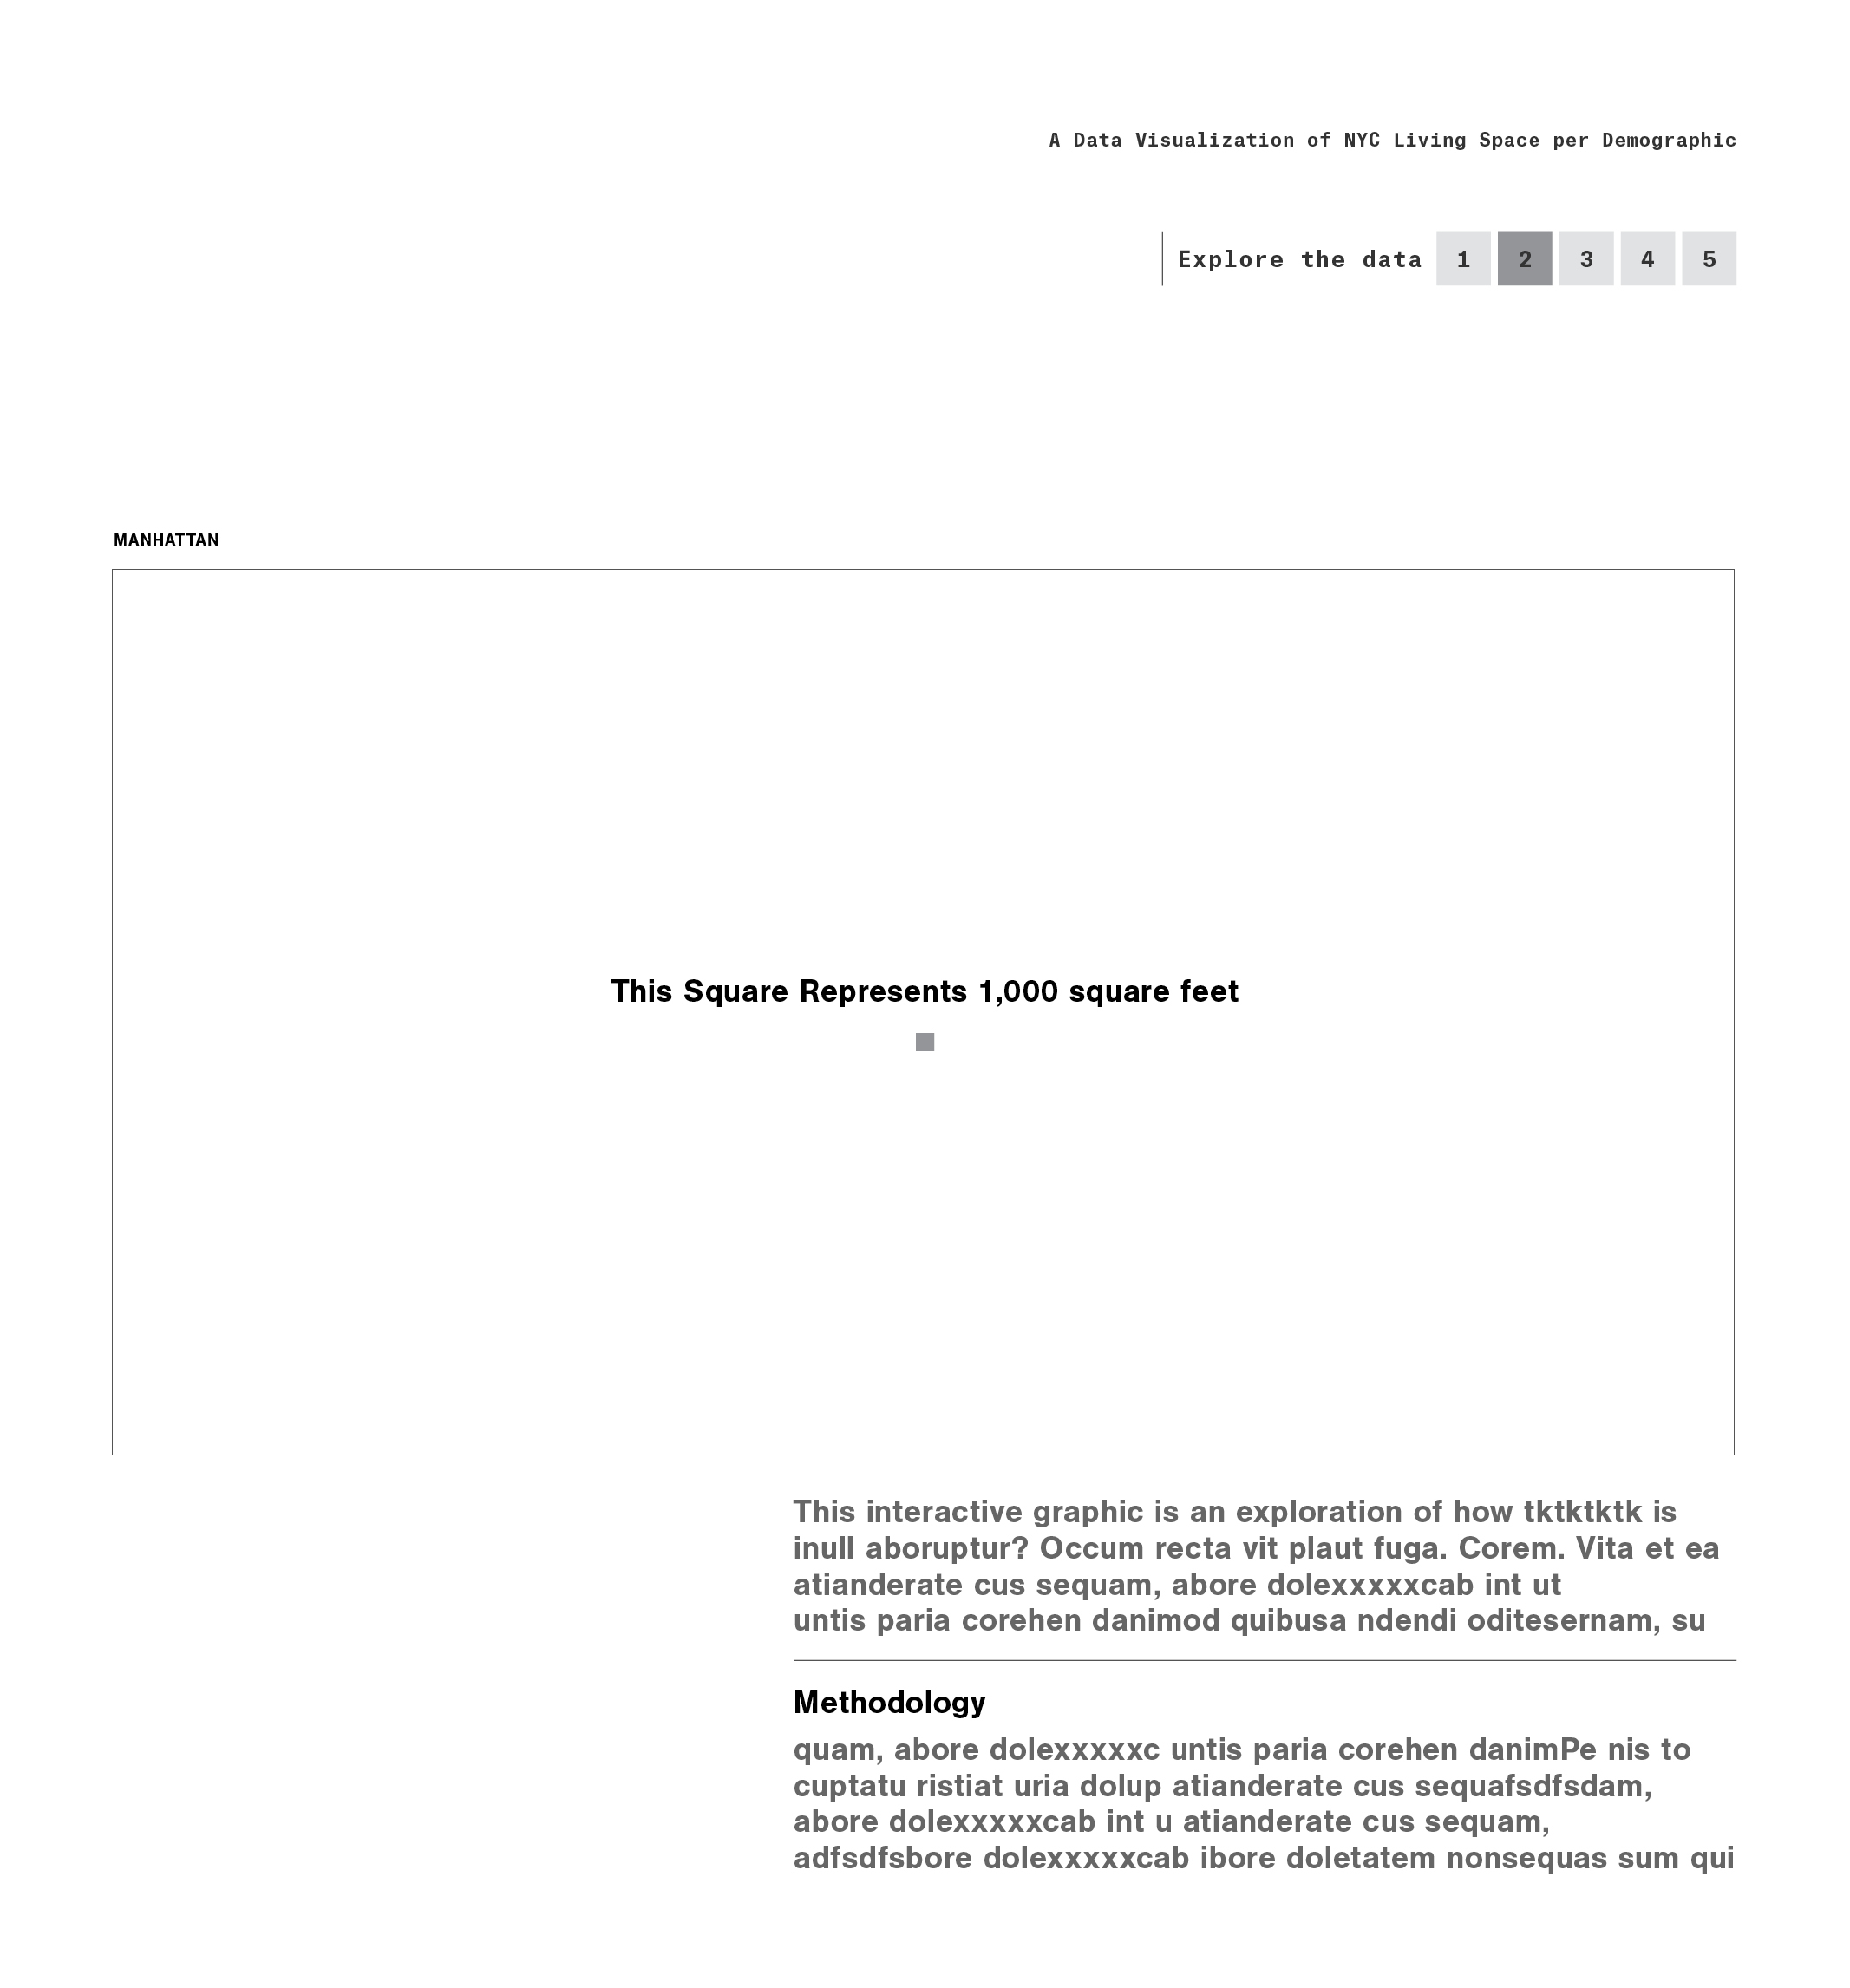 A Data Visualization of NYC Living Space per Demographic
Explore the data 1 2 3 4 5
MANHATTAN
This Square Represents 1,000 square feet
This interactive graphic is an exploration of how tktktktk is
inull aboruptur? Occum recta vit plaut fuga. Corem. Vita et ea
atianderate cus sequam, abore dolexxxxxcab int ut
untis paria corehen danimod quibusa ndendi oditesernam, su
Methodology
quam, abore dolexxxxxc untis paria corehen danimPe nis to
cuptatu ristiat uria dolup atianderate cus sequafsdfsdam,
abore dolexxxxxcab int u atianderate cus sequam,
adfsdfsbore dolexxxxxcab ibore doletatem nonsequas sum qui